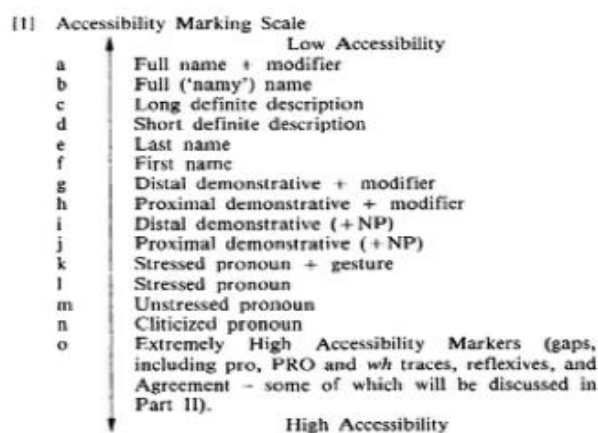 [1] Accessibility Marking Scale
Low Accessibility
a Full name + modifier
b Full ('namy') name
c Long definite description
d Short definite description
e Last name
f First name
g Distal demonstrative + modifier
h Proximal demonstrative + modifier
i Distal demonstrative (+NP)
j Proximal demonstrative (+NP)
k Stressed pronoun + gesture
l Stressed pronoun
m Unstressed pronoun
n Cliticized pronoun
o Extremely High Accessibility Markers (gaps,
including pro, PRO and wh traces, reflexives, and
Agreement – some of which will be discussed in
Part II).
High Accessibility